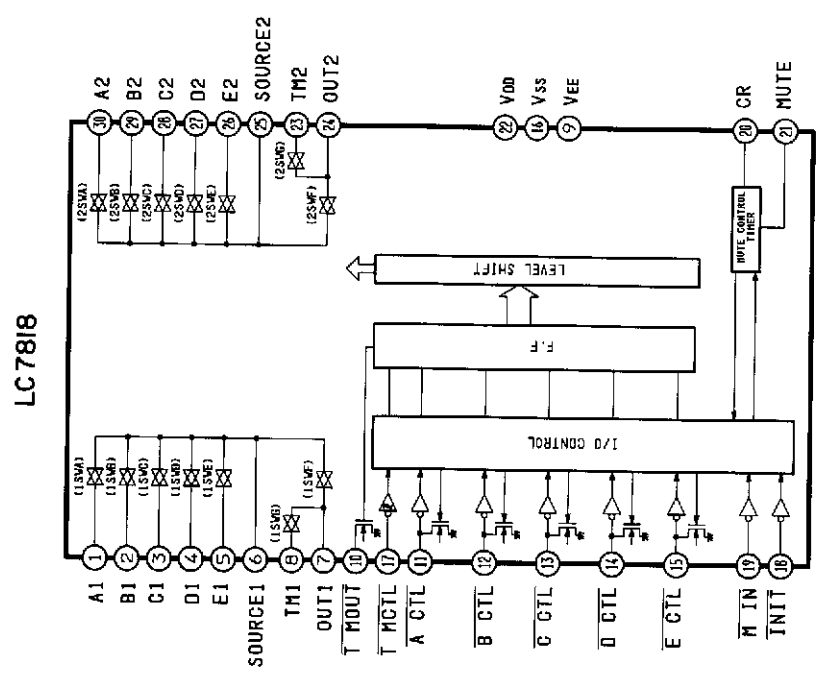 LC7818
A1
B1
C1
D1
E1
SOURCE1
TM1
OUT1
T MOUT
T MCTL
A CTL
B CTL
C CTL
D CTL
E CTL
M IN
INIT
1
2
3
4
5
6
8
7
10
17
11
12
13
14
15
19
18
(1SWA)
(1SWB)
(1SWC)
(1SWD)
(1SWE)
(1SWG)
(1SWF)
I/O CONTROL
F.F
LEVEL SHIFT
MUTE CONTROL
TIMER
(2SWA)
(2SWB)
(2SWC)
(2SWD)
(2SWE)
(2SWG)
(2SWF)
30
29
28
27
26
25
23
24
22
16
9
20
21
A2
B2
C2
D2
E2
SOURCE2
TM2
OUT2
VDD
VSS
VEE
CR
MUTE